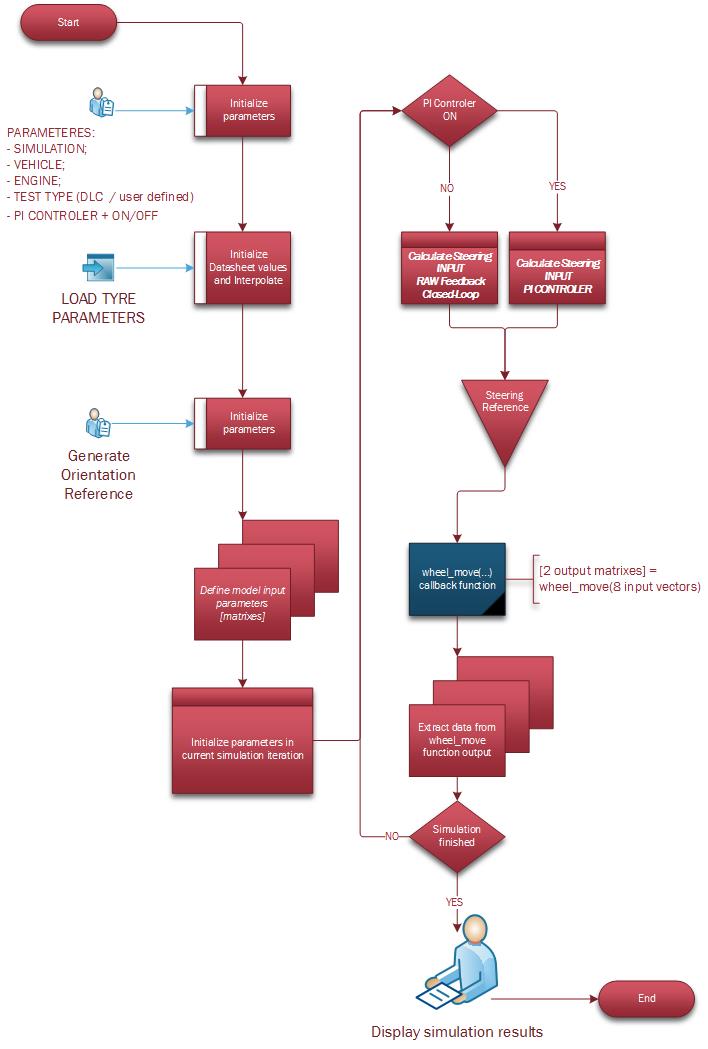 Start
Initialize
parameters
PARAMETERES:
- SIMULATION;
- VEHICLE;
- ENGINE;
- TEST TYPE (DLC / user defined)
- PI CONTROLER + ON/OFF
Initialize
Datasheet values
and Interpolate
LOAD TYRE
PARAMETERS
Initialize
parameters
Generate
Orientation
Reference
Define model input
parameters
[matrixes]
Initialize parameters in
current simulation iteration
PI Controler
ON
NO
YES
Calculate Steering
INPUT
RAW Feedback
Closed-Loop
Calculate Steering
INPUT
PI CONTROLER
Steering
Reference
wheel_move(...)
callback function
[2 output matrixes] =
wheel_move(8 input vectors)
Extract data from
wheel_move
function output
Simulation
finished
NO
YES
Display simulation results
End